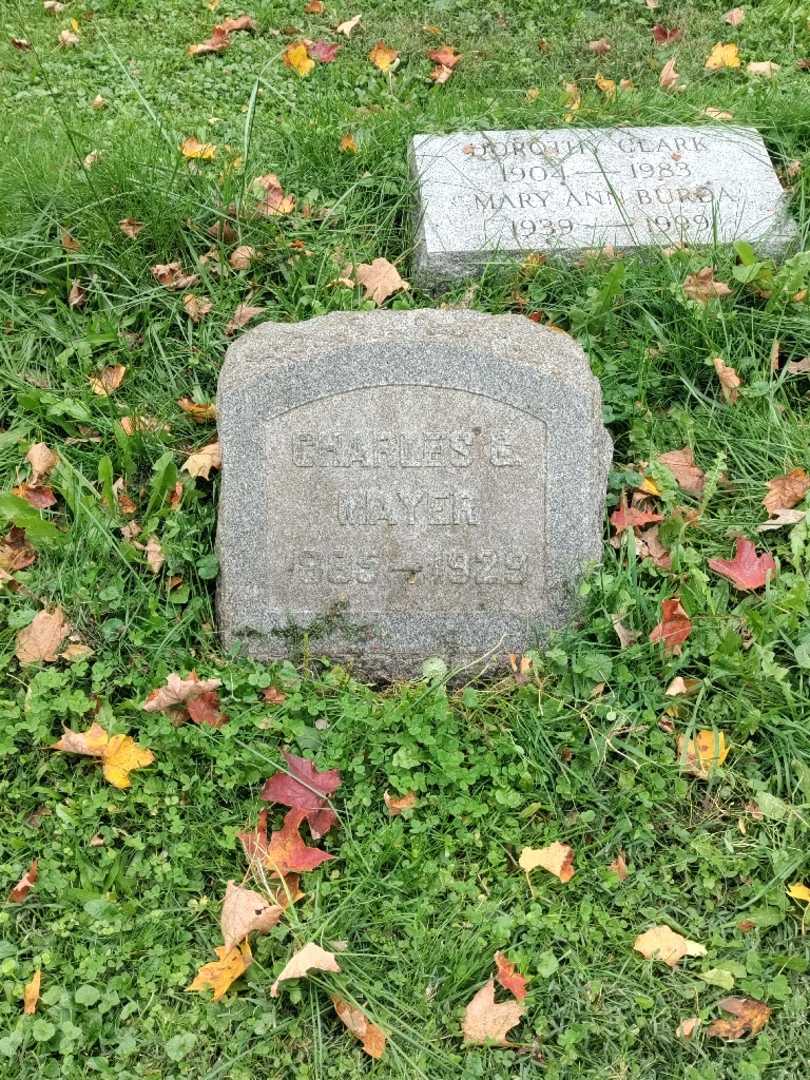 DOROTHY CLARK
1904 — 1983
MARY ANN BURDA
1939 — 1999
CHARLES G.
MAYER
— 1929